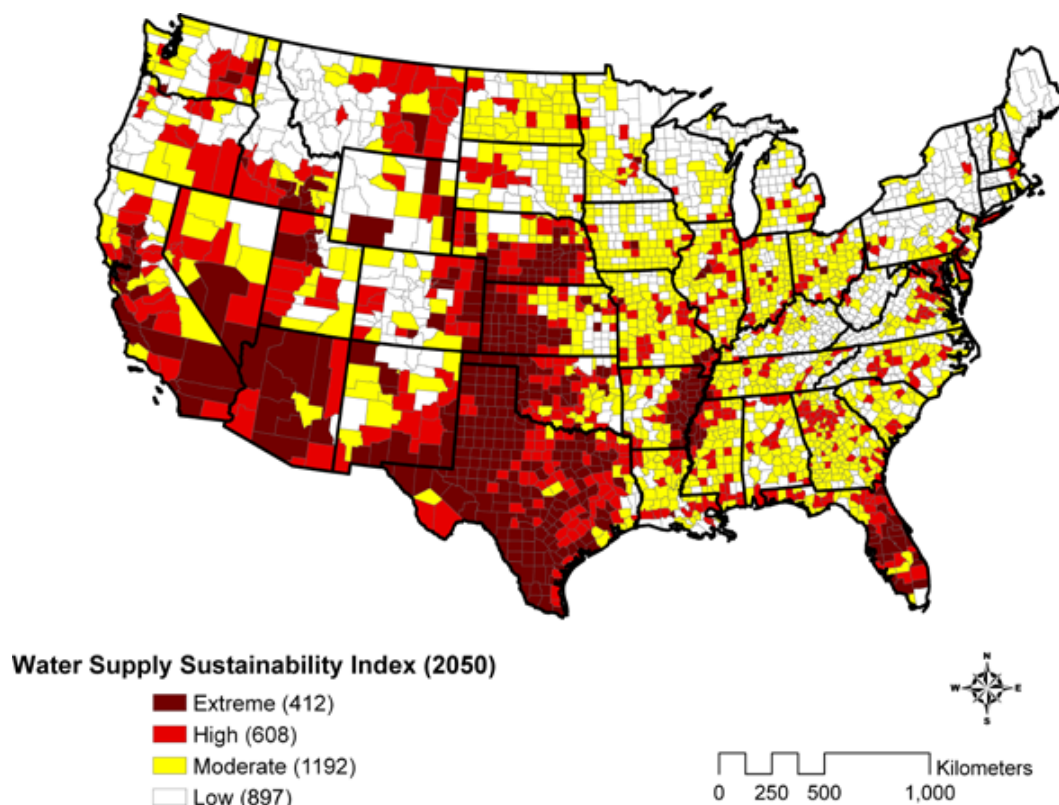 Water Supply Sustainability Index (2050)
Extreme (412)
High (608)
Moderate (1192)
Low (897)
N
W E
S
Kilometers
0 250 500 1,000